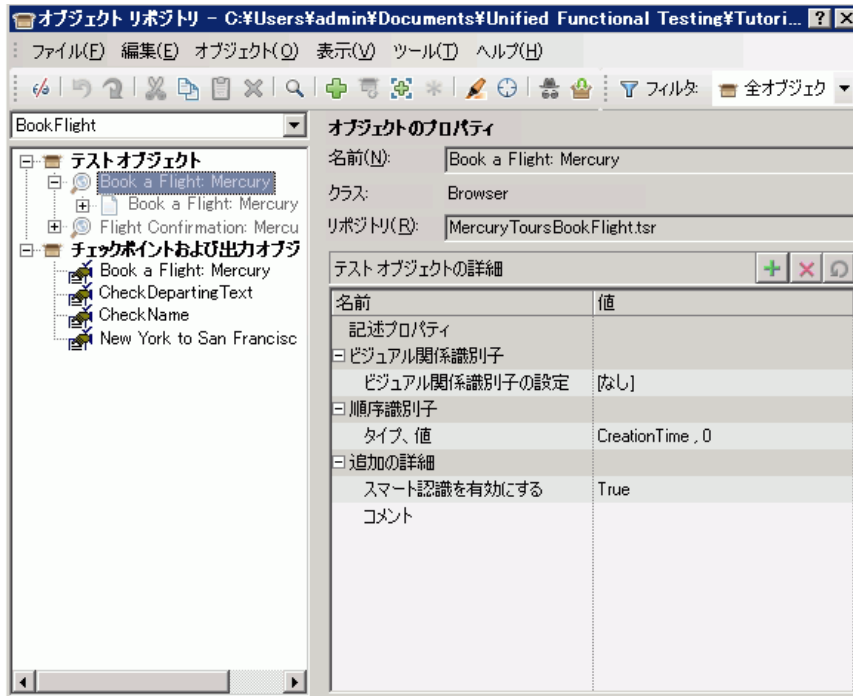 オブジェクト リポジトリ - C:¥Users¥admin¥Documents¥Unified Functional Testing¥Tutori...
ファイル(F) 編集(E) オブジェクト(O) 表示(V) ツール(T) ヘルプ(H)
フィルタ: 全オブジェク
BookFlight
テストオブジェクト
Book a Flight: Mercury
Book a Flight: Mercury
Flight Confirmation: Mercu
チェックポイントおよび出力オブジ
Book a Flight: Mercury
CheckDepartingText
CheckName
New York to San Francisc
オブジェクトのプロパティ
名前(N): Book a Flight: Mercury
クラス: Browser
リポジトリ(R): MercuryToursBookFlight.tsr
テスト オブジェクトの詳細
名前 値
記述プロパティ
ビジュアル関係識別子
ビジュアル関係識別子の設定 [なし]
順序識別子
タイプ、値 CreationTime , 0
追加の詳細
スマート認識を有効にする True
コメント